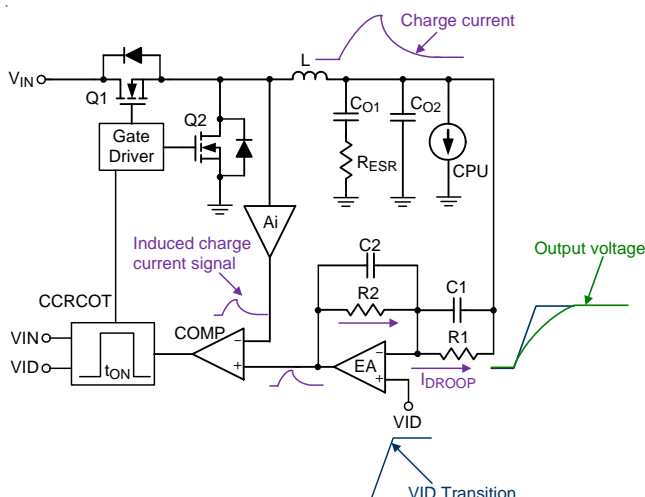 Charge current
L
VIN
Q1
Q2
CO1
CO2
Gate
Driver
RESR
CPU
Ai
Induced charge
current signal
C2
Output voltage
CCRCOT
R2
C1
COMP
VIN
R1
VID
tON
EA
IDROOP
VID
VID Transition